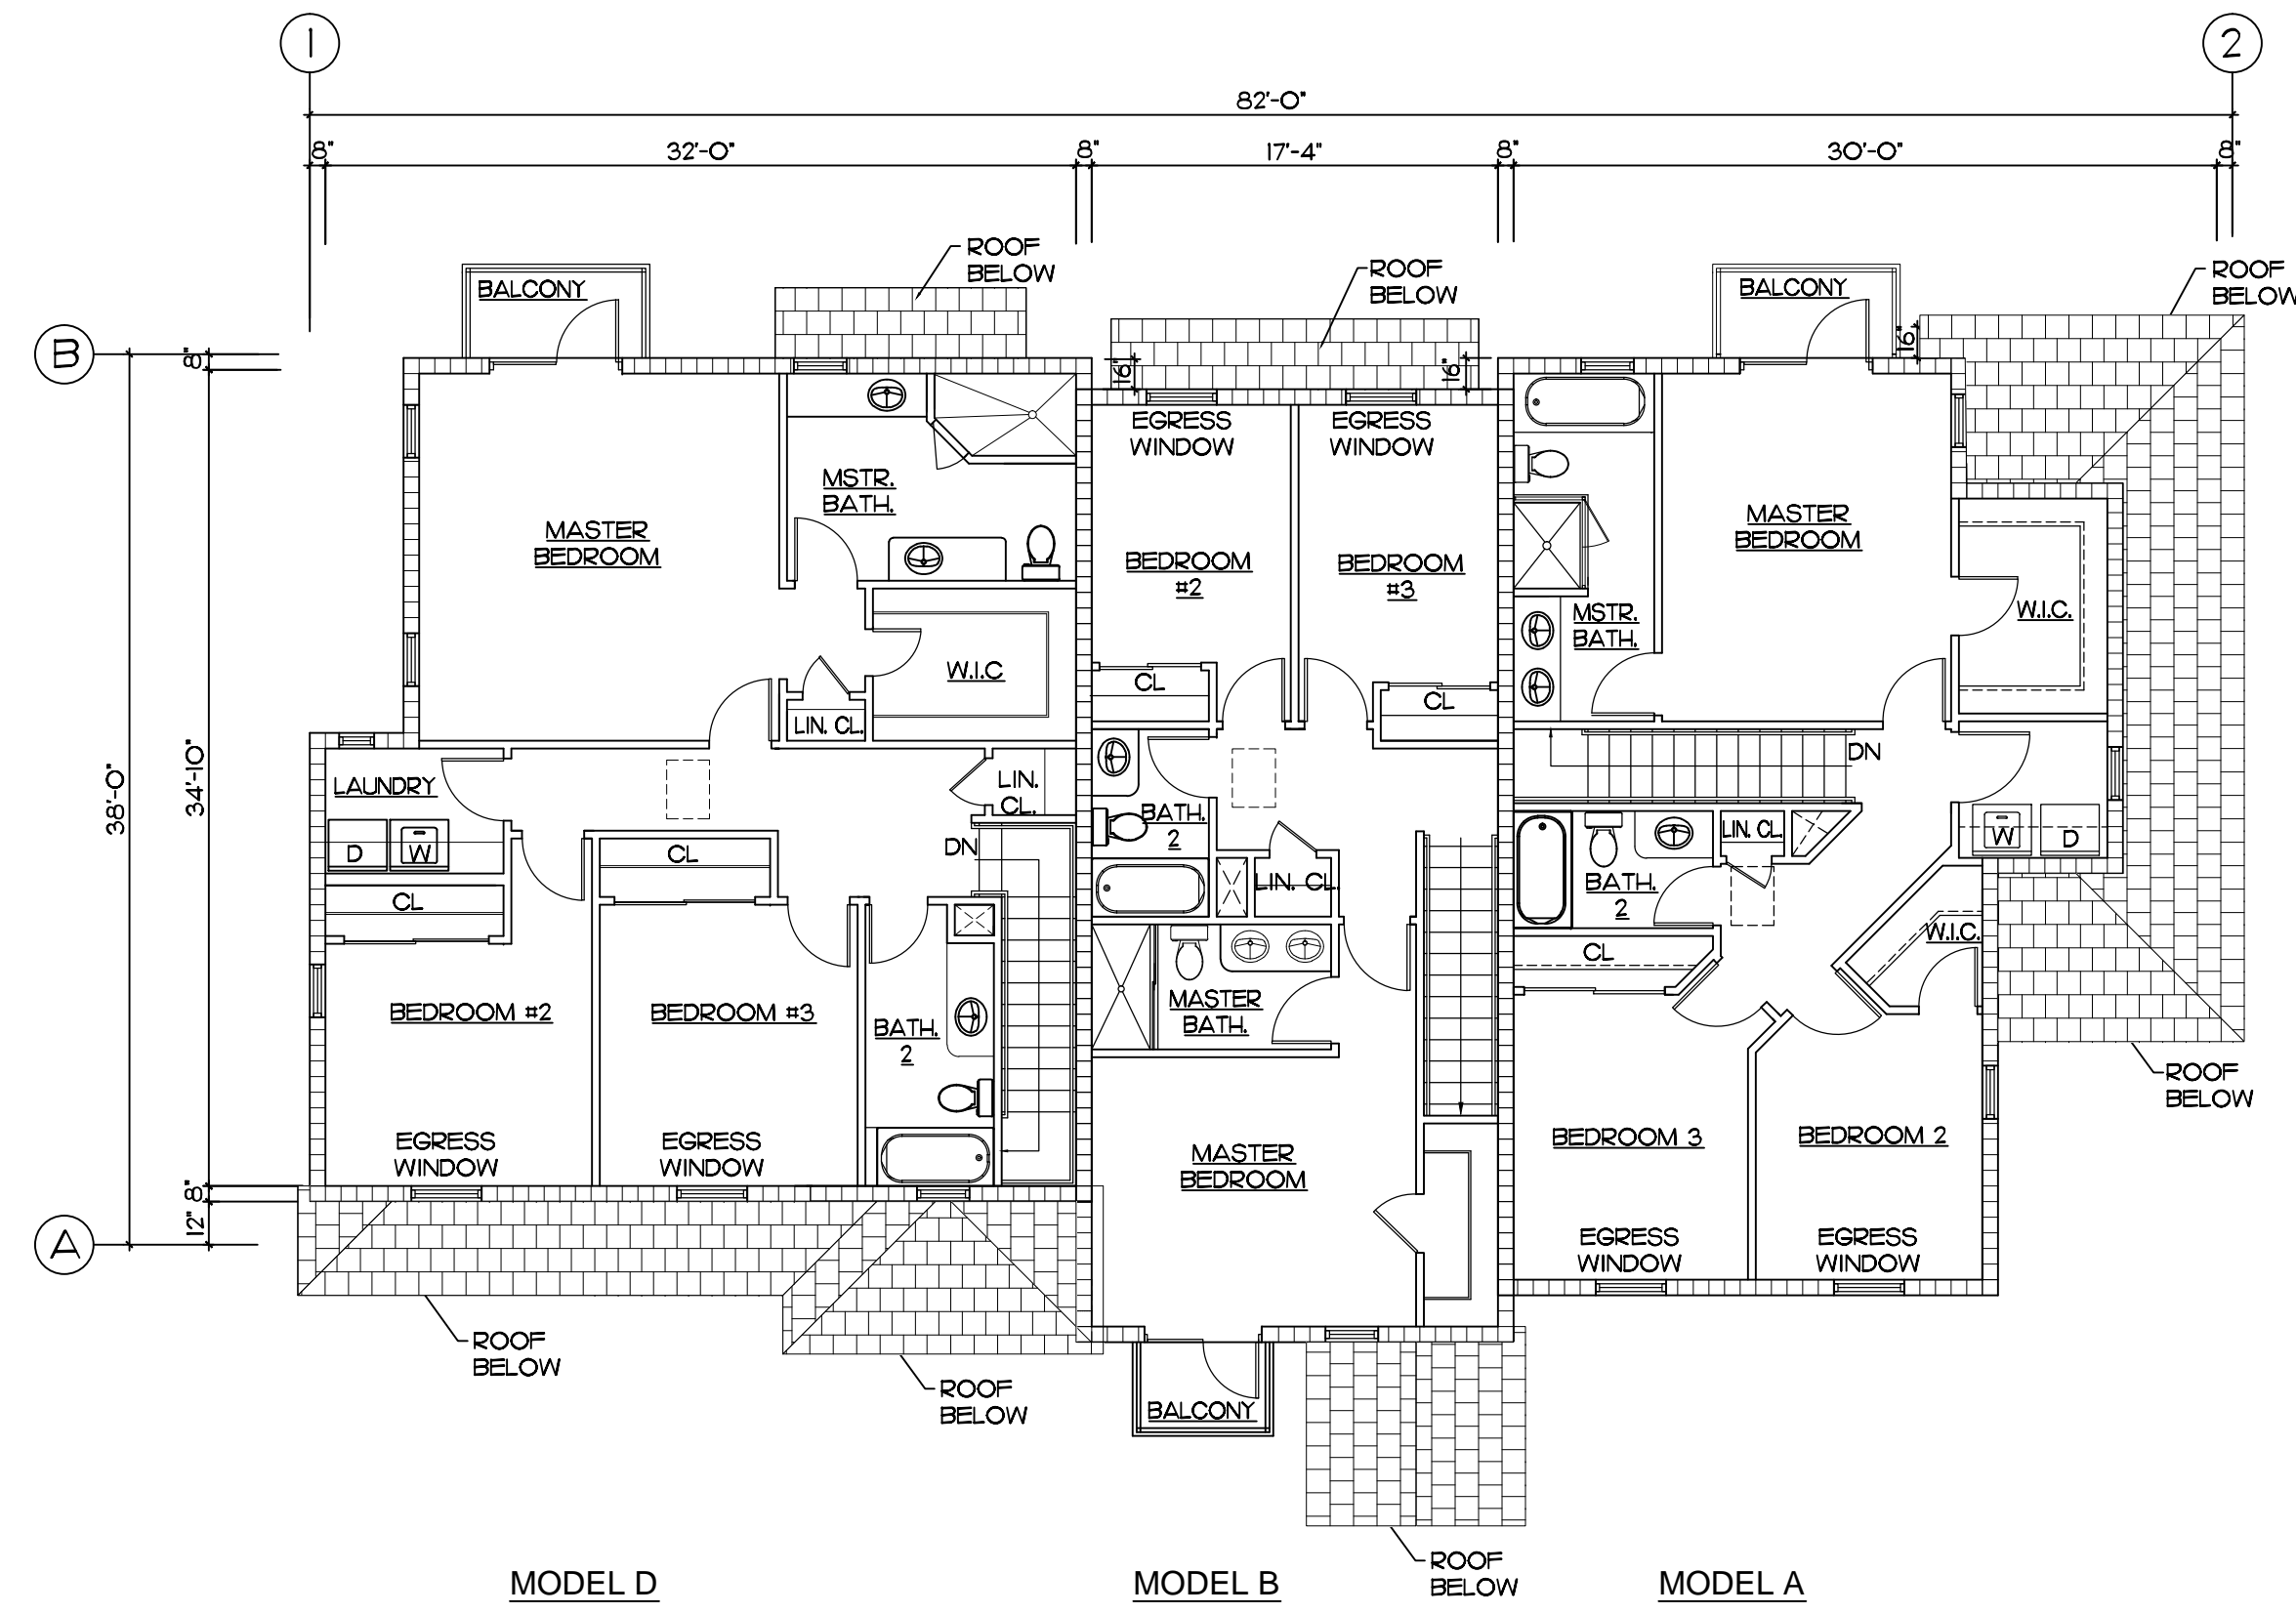 1
2
82'-0"
8"
32'-0"
8"
17'-4"
8"
30'-0"
8"
ROOF
BELOW
ROOF
BELOW
ROOF
BELOW
BALCONY
BALCONY
B
8"
16"
16"
16"
EGRESS
WINDOW
EGRESS
WINDOW
MSTR.
BATH.
MASTER
BEDROOM
MASTER
BEDROOM
BEDROOM
#2
BEDROOM
#3
MSTR.
BATH.
W.I.C.
W.I.C
CL
CL
LIN. CL.
DN
LAUNDRY
LIN.
CL.
38'-0"
34'-10"
BATH.
2
LIN. CL.
D
W
CL
DN
W
D
CL
LIN. CL.
BATH.
2
W.I.C.
CL
BEDROOM #2
BEDROOM #3
BATH.
2
MASTER
BATH.
ROOF
BELOW
EGRESS
WINDOW
EGRESS
WINDOW
MASTER
BEDROOM
BEDROOM 3
BEDROOM 2
8"
12"
A
EGRESS
WINDOW
EGRESS
WINDOW
ROOF
BELOW
ROOF
BELOW
BALCONY
ROOF
BELOW
MODEL D
MODEL B
MODEL A